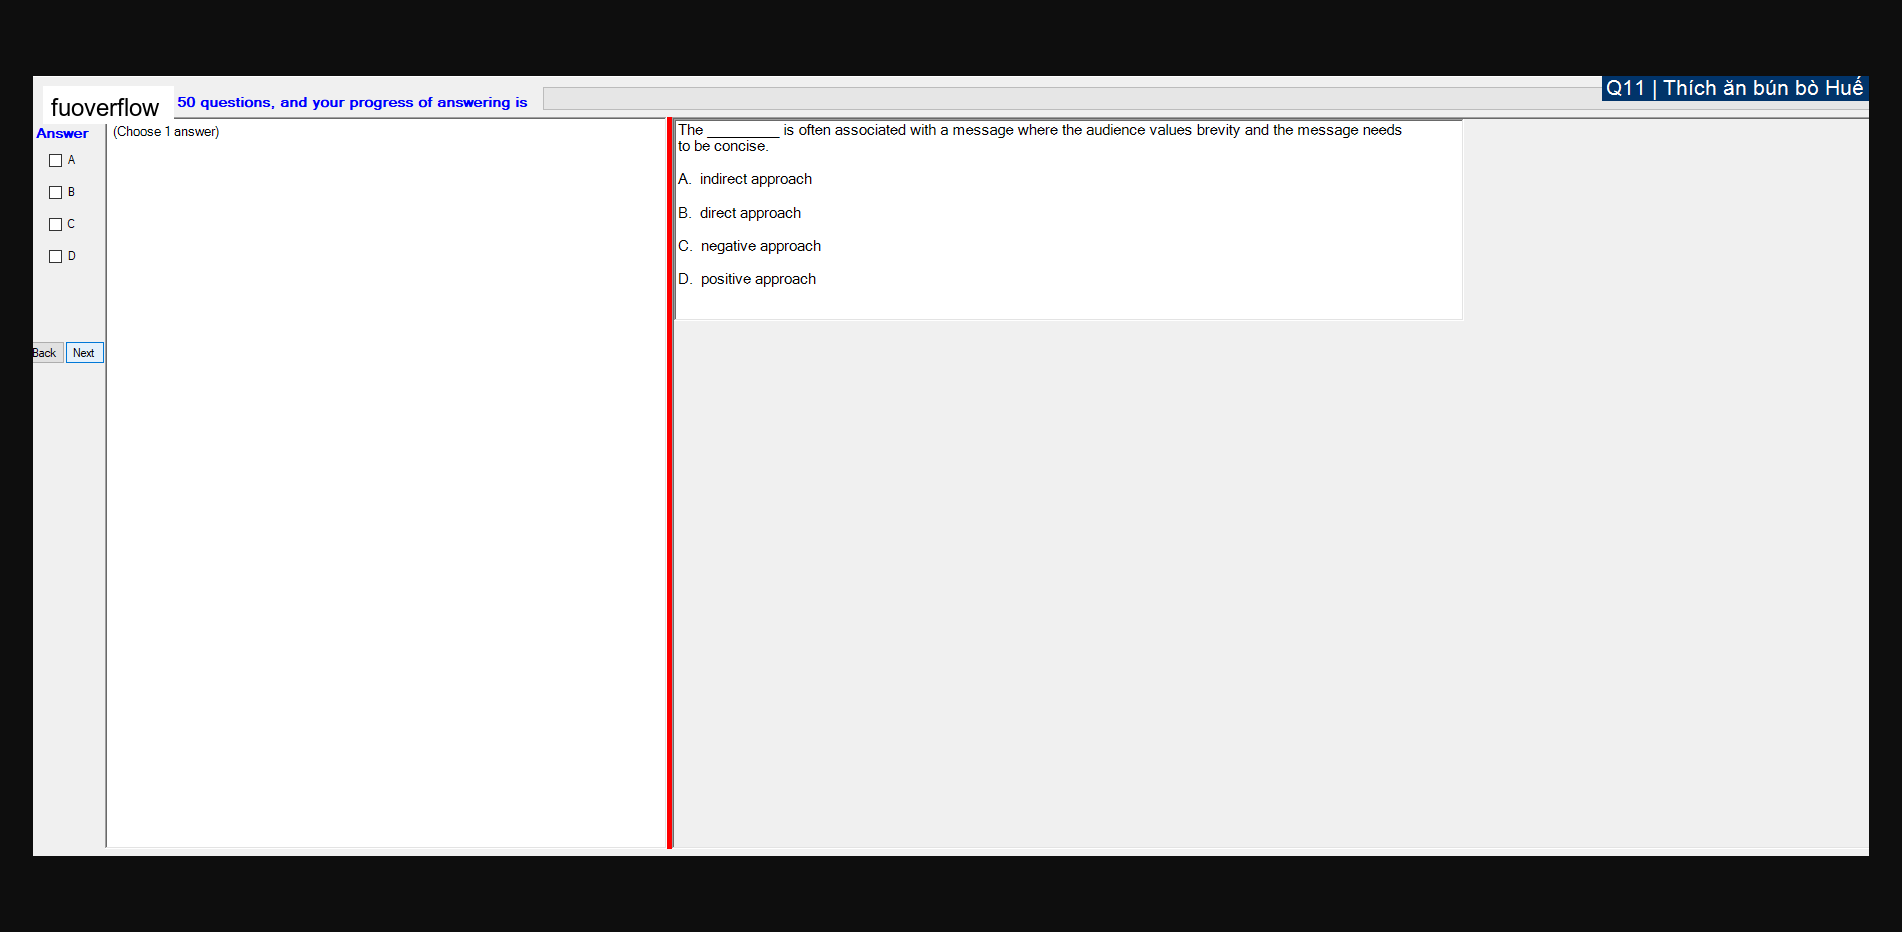 Q11 | Thích ăn bún bò Huế
fuoverflow 50 questions, and your progress of answering is
Answer
(Choose 1 answer)
A
B
C
D
Back Next
The _________ is often associated with a message where the audience values brevity and the message needs
to be concise.
A. indirect approach
B. direct approach
C. negative approach
D. positive approach